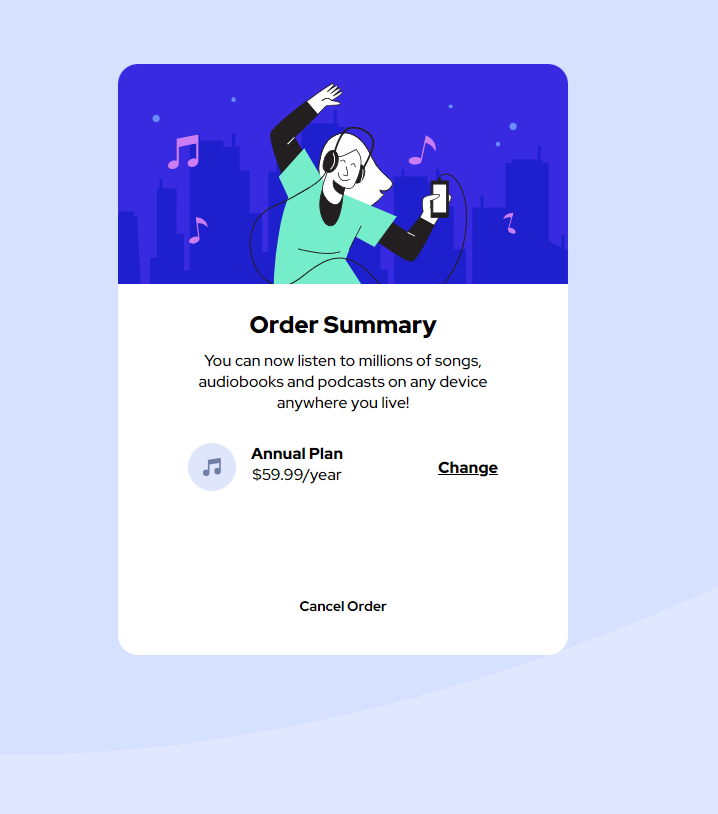 Order Summary
You can now listen to millions of songs,
audiobooks and podcasts on any device
anywhere you live!
Annual Plan
$59.99/year
Change
Cancel Order